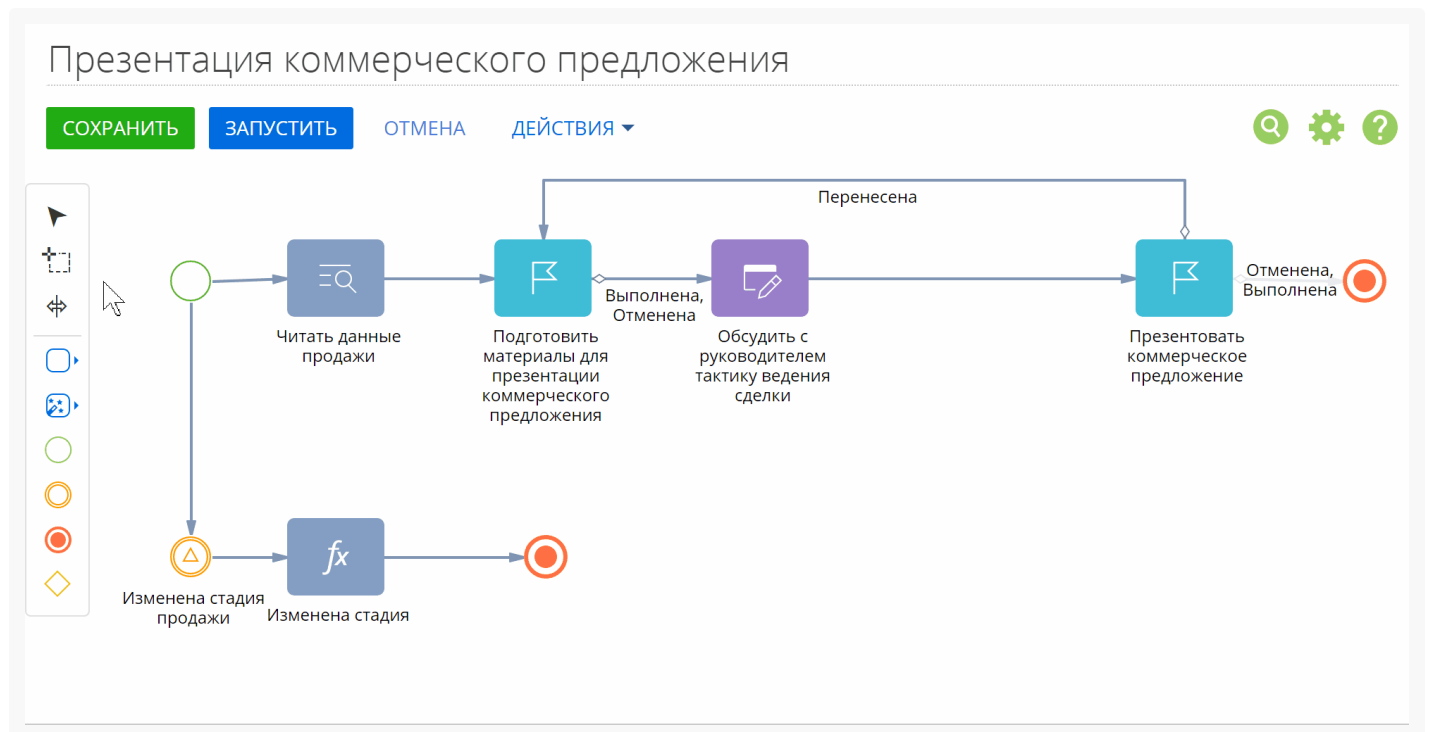 Презентация коммерческого предложения
СОХРАНИТЬ
ЗАПУСТИТЬ
ОТМЕНА
ДЕЙСТВИЯ
Перенесена
Выполнена,
Отменена
Отменена,
Выполнена
Читать данные
продажи
Подготовить
материалы для
презентации
коммерческого
предложения
Обсудить с
руководителем
тактику ведения
сделки
Презентовать
коммерческое
предложение
fx
Изменена стадия
продажи
Изменена стадия